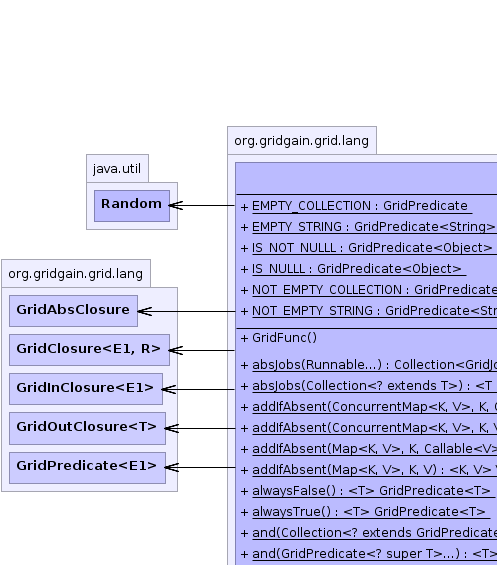 org.gridgain.grid.lang
java.util
Random
+ EMPTY_COLLECTION : GridPredicate
+ EMPTY_STRING : GridPredicate<String>
+ IS_NOT_NULLL : GridPredicate<Object>
+ IS_NULLL : GridPredicate<Object>
+ NOT_EMPTY_COLLECTION : GridPredicate
+ NOT_EMPTY_STRING : GridPredicate<Str
org.gridgain.grid.lang
GridAbsClosure
GridClosure<E1, R>
GridInClosure<E1>
GridOutClosure<T>
GridPredicate<E1>
+ GridFunc()
+ absJobs(Runnable...) : Collection<GridJo
+ absJobs(Collection<? extends T>) : <T
+ addIfAbsent(ConcurrentMap<K, V>, K, C
+ addIfAbsent(ConcurrentMap<K, V>, K, V
+ addIfAbsent(Map<K, V>, K, Callable<V>
+ addIfAbsent(Map<K, V>, K, V) : <K, V> V
+ alwaysFalse() : <T> GridPredicate<T>
+ alwaysTrue() : <T> GridPredicate<T>
+ and(Collection<? extends GridPredicate
+ and(GridPredicate<? super T>...) : <T>